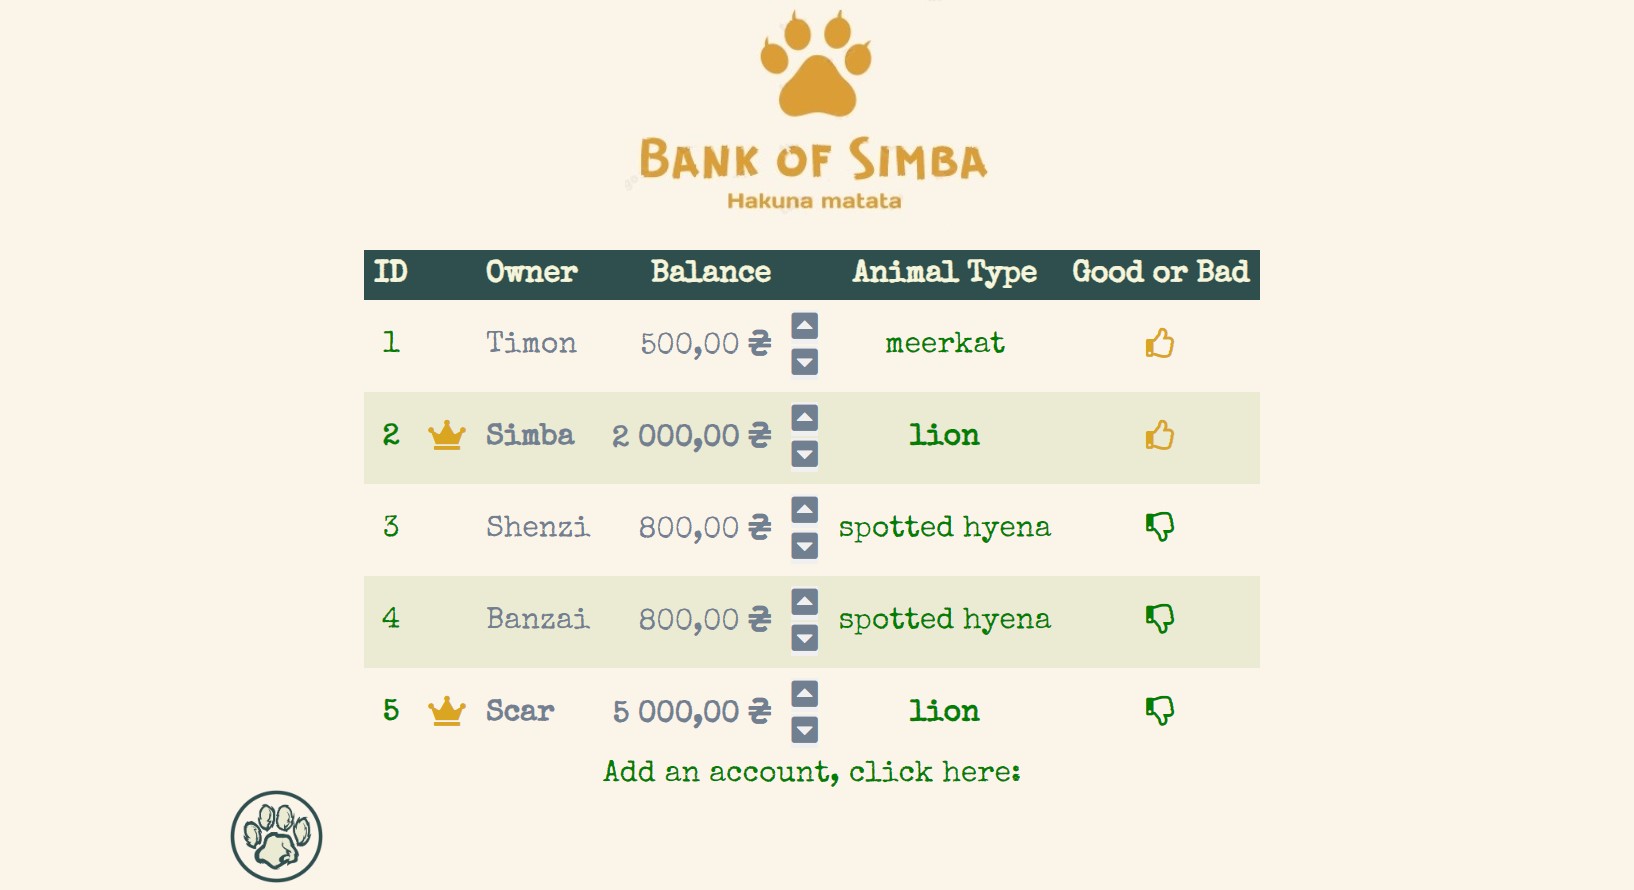 BANK OF SIMBA
Hakuna matata
ID Owner Balance Animal Type Good or Bad
1 Timon 500,00 ₴ meerkat
2 Simba 2 000,00 ₴ lion
3 Shenzi 800,00 ₴ spotted hyena
4 Banzai 800,00 ₴ spotted hyena
5 Scar 5 000,00 ₴ lion
Add an account, click here: